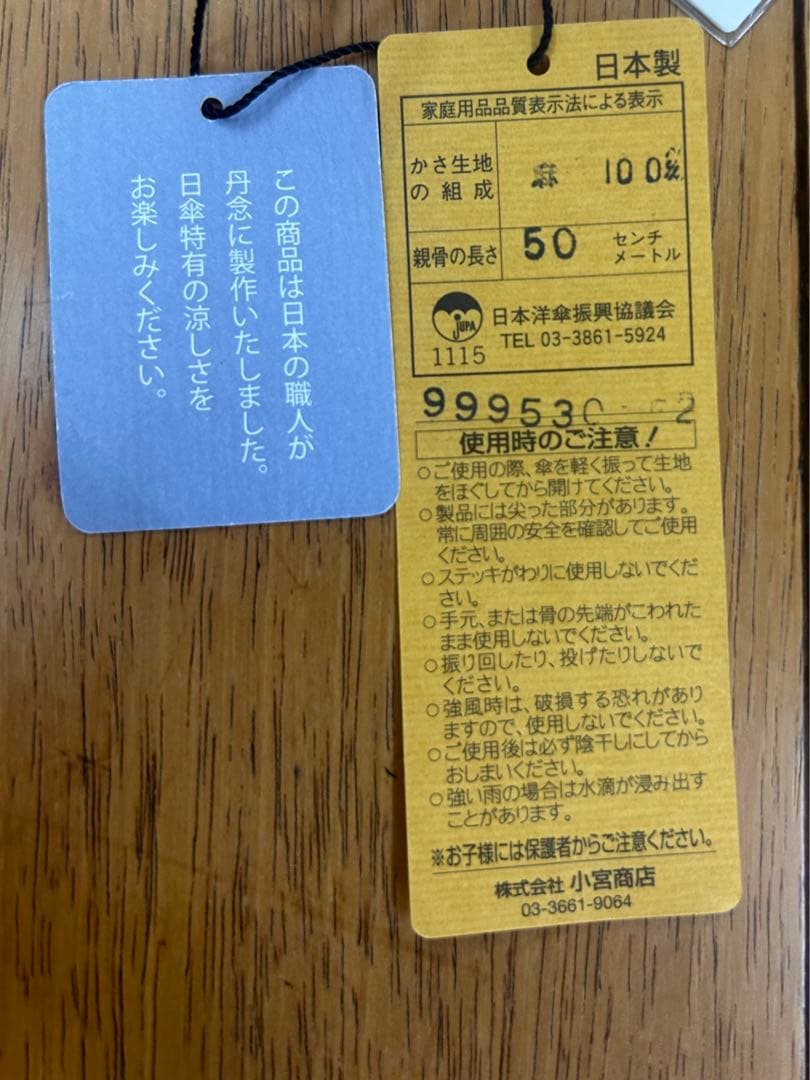 この商品は日本の職人が
丹念に製作いたしました。
日傘特有の涼しさを
お楽しみください。
日本製
家庭用品品質表示法による表示
かさ生地
の組成
麻 100%
親骨の長さ
50
センチ
メートル
JUPA
1115
日本洋傘振興協議会
TEL 03-3861-5924
999530
使用時のご注意!
○ご使用の際、傘を軽く振って生地
をほぐしてから開けてください。
○製品には尖った部分があります。
常に周囲の安全を確認してご使用
ください。
○ステッキがわりに使用しないでくだ
さい。
○手元、または骨の先端がこわれた
まま使用しないでください。
○振り回したり、投げたりしないで
ください。
○強風時は、破損する恐れがあり
ますので、使用しないでください。
○ご使用後は必ず陰干しにしてから
おしまいください。
○強い雨の場合は水滴が浸み出す
ことがあります。
※お子様には保護者からご注意ください。
株式会社 小宮商店
03-3661-9064